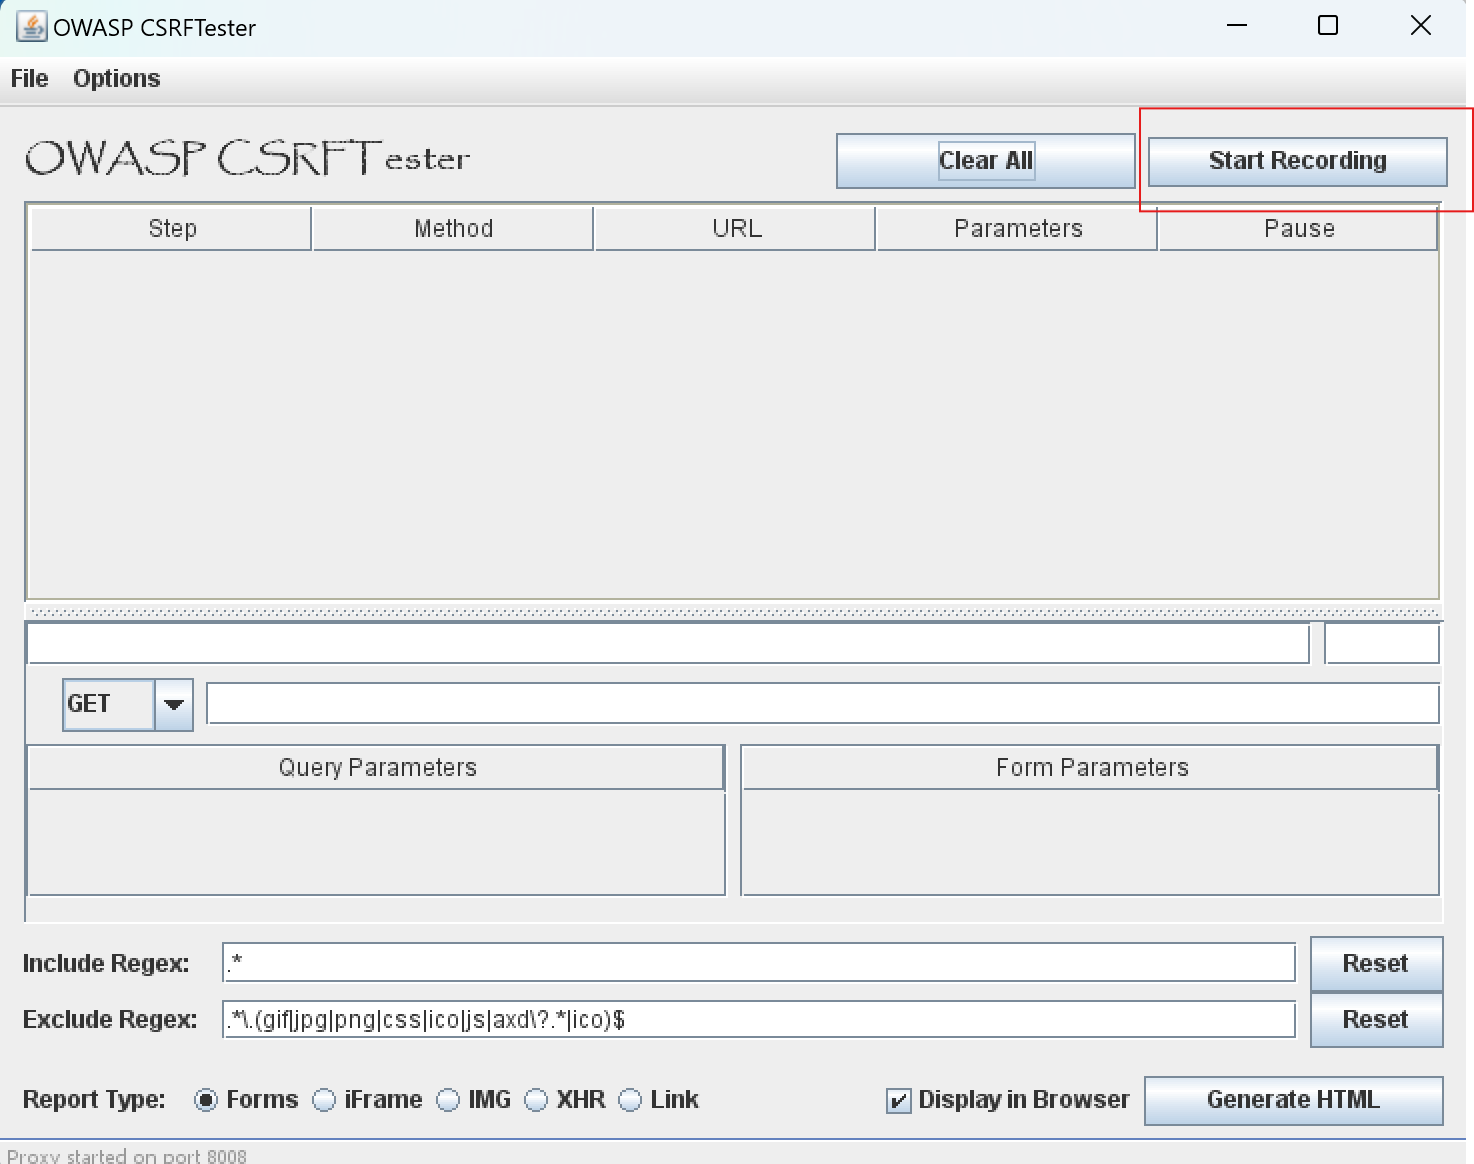 OWASP CSRFTester
File Options
OWASP CSRFTester
Clear All
Start Recording
Step Method URL Parameters Pause
GET
Query Parameters Form Parameters
Include Regex: .* Reset
Exclude Regex: .*\.(gif|jpg|png|css|ico|js|axd\?.*|ico)$ Reset
Report Type: Forms iFrame IMG XHR Link Display in Browser Generate HTML
Proxy started on port 8008